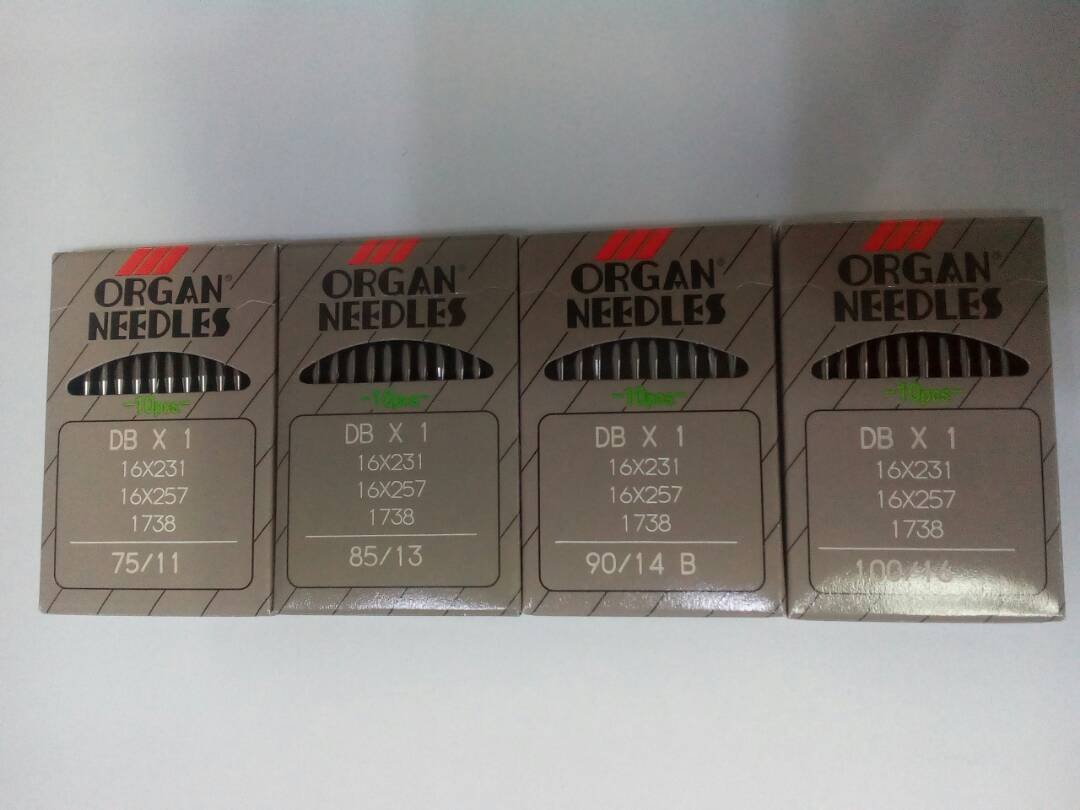 ORGAN®
NEEDLES
-10pcs-
DB X 1
16X231
16X257
1738
75/11
ORGAN®
NEEDLES
-10pcs-
DB X 1
16X231
16X257
1738
85/13
ORGAN®
NEEDLES
-10pcs-
DB X 1
16X231
16X257
1738
90/14 B
ORGAN®
NEEDLES
-10pcs-
DB X 1
16X231
16X257
1738
100/16